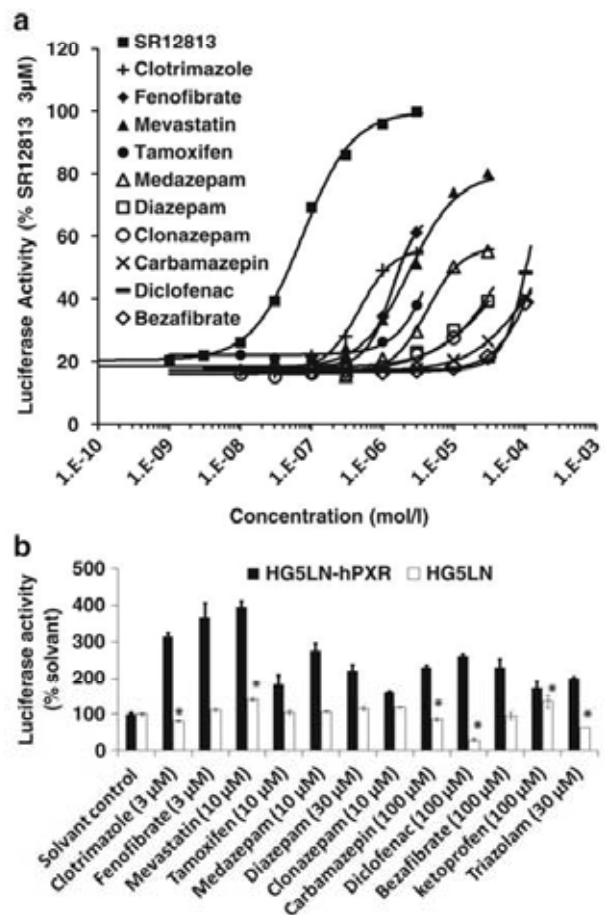 a
SR12813
Clotrimazole
Fenofibrate
Mevastatin
Tamoxifen
Medazepam
Diazepam
Clonazepam
Carbamazepin
Diclofenac
Bezafibrate
Luciferase Activity (% SR12813 3µM)
120
100
80
60
40
20
0
1.E-10
1.E-09
1.E-08
1.E-07
1.E-06
1.E-05
1.E-04
1.E-03
Concentration (mol/l)
b
HG5LN-hPXR
HG5LN
Luciferase activity
(% solvant)
500
400
300
200
100
0
*
*
*
*
*
*
Solvant control
Clotrimazole (3 µM)
Fenofibrate (3 µM)
Mevastatin (10 µM)
Tamoxifen (10 µM)
Medazepam (10 µM)
Diazepam (30 µM)
Clonazepam (10 µM)
Carbamazepin (100 µM)
Diclofenac (100 µM)
Bezafibrate (100 µM)
ketoprofen (100 µM)
Triazolam (30 µM)